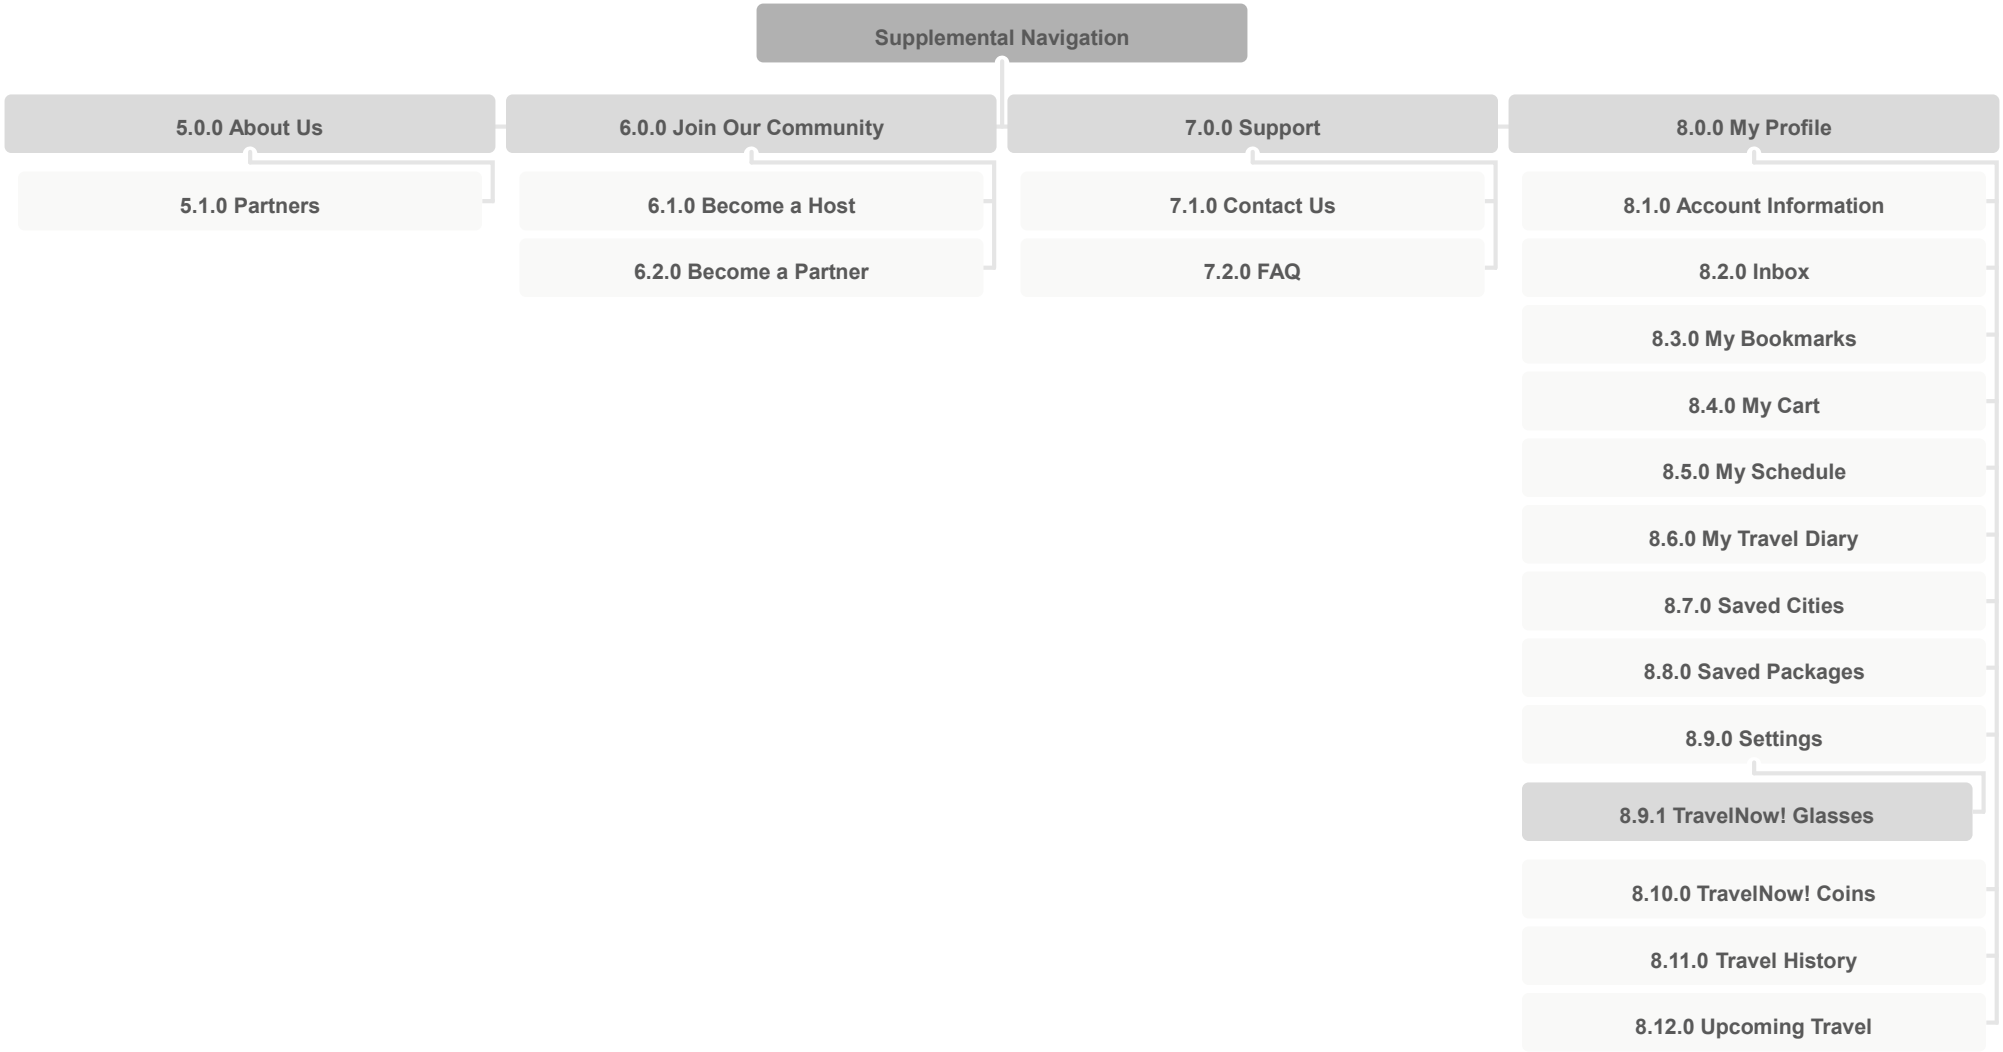 Supplemental Navigation
5.0.0 About Us
5.1.0 Partners
6.0.0 Join Our Community
6.1.0 Become a Host
6.2.0 Become a Partner
7.0.0 Support
7.1.0 Contact Us
7.2.0 FAQ
8.0.0 My Profile
8.1.0 Account Information
8.2.0 Inbox
8.3.0 My Bookmarks
8.4.0 My Cart
8.5.0 My Schedule
8.6.0 My Travel Diary
8.7.0 Saved Cities
8.8.0 Saved Packages
8.9.0 Settings
8.9.1 TravelNow! Glasses
8.10.0 TravelNow! Coins
8.11.0 Travel History
8.12.0 Upcoming Travel